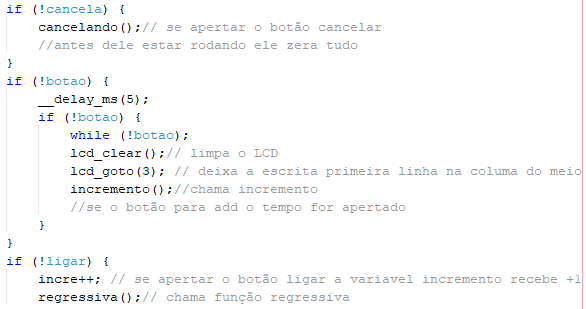 if (!cancela) {
    cancelando();// se apertar o botão cancelar
    //antes dele estar rodando ele zera tudo
}
if (!botao) {
    __delay_ms(5);
    if (!botao) {
        while (!botao);
        lcd_clear();// limpa o LCD
        lcd_goto(3); // deixa a escrita primeira linha na columa do meio
        incremento();//chama incremento
        //se o botão para add o tempo for apertado
    }
}
if (!ligar) {
    incre++; // se apertar o botão ligar a variavel incremento recebe +1
    regressiva();// chama função regressiva